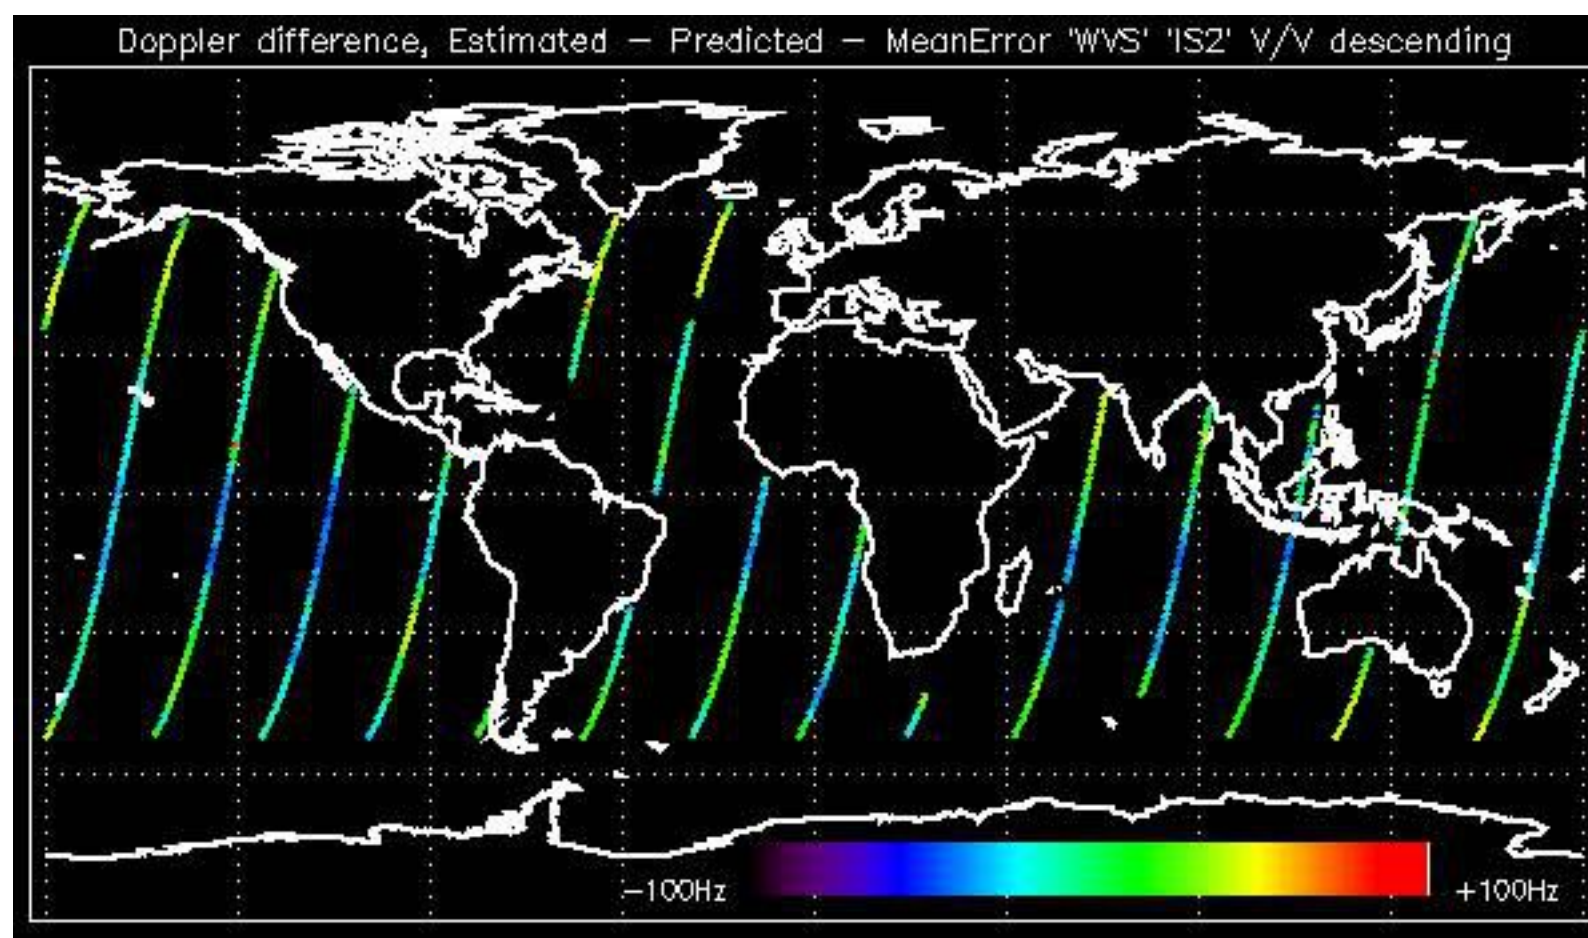 Doppler difference, Estimated – Predicted – MeanError 'WVS' 'IS2' V/V descending
–100Hz +100Hz